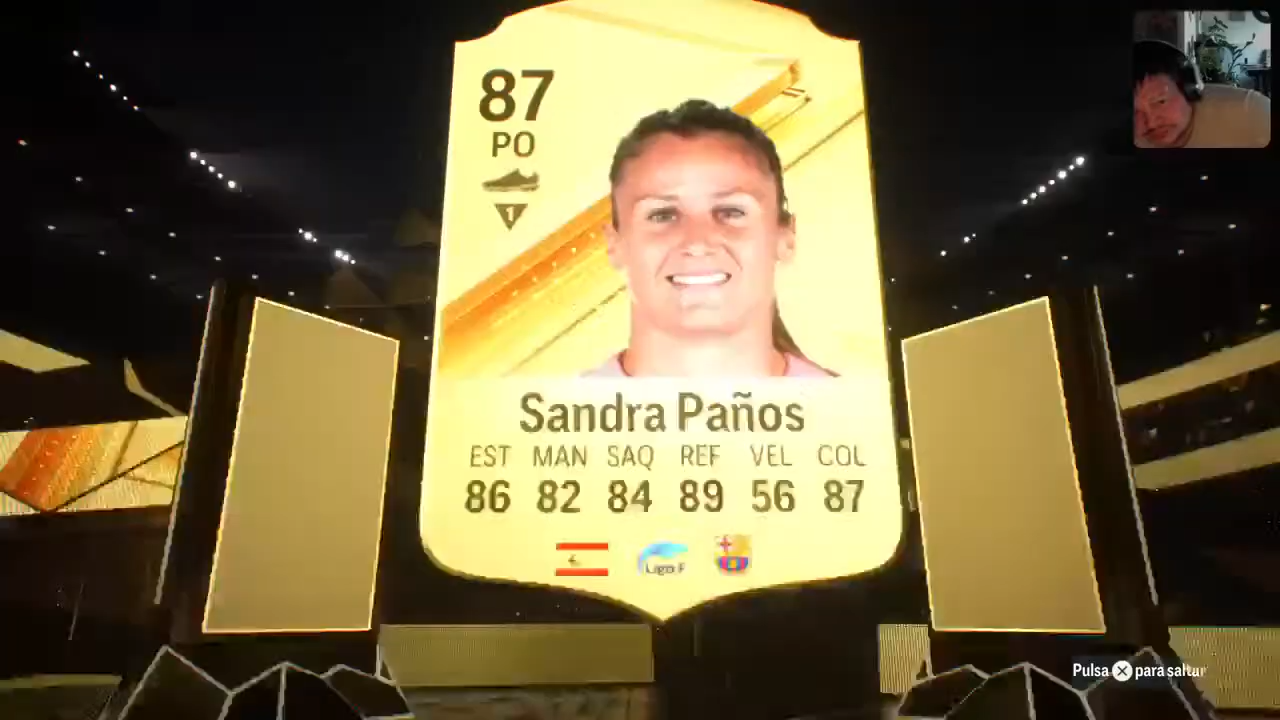 87
PO
1
Sandra Paños
EST MAN SAQ REF VEL COL
86 82 84 89 56 87
Liga F
Pulsa X para saltar